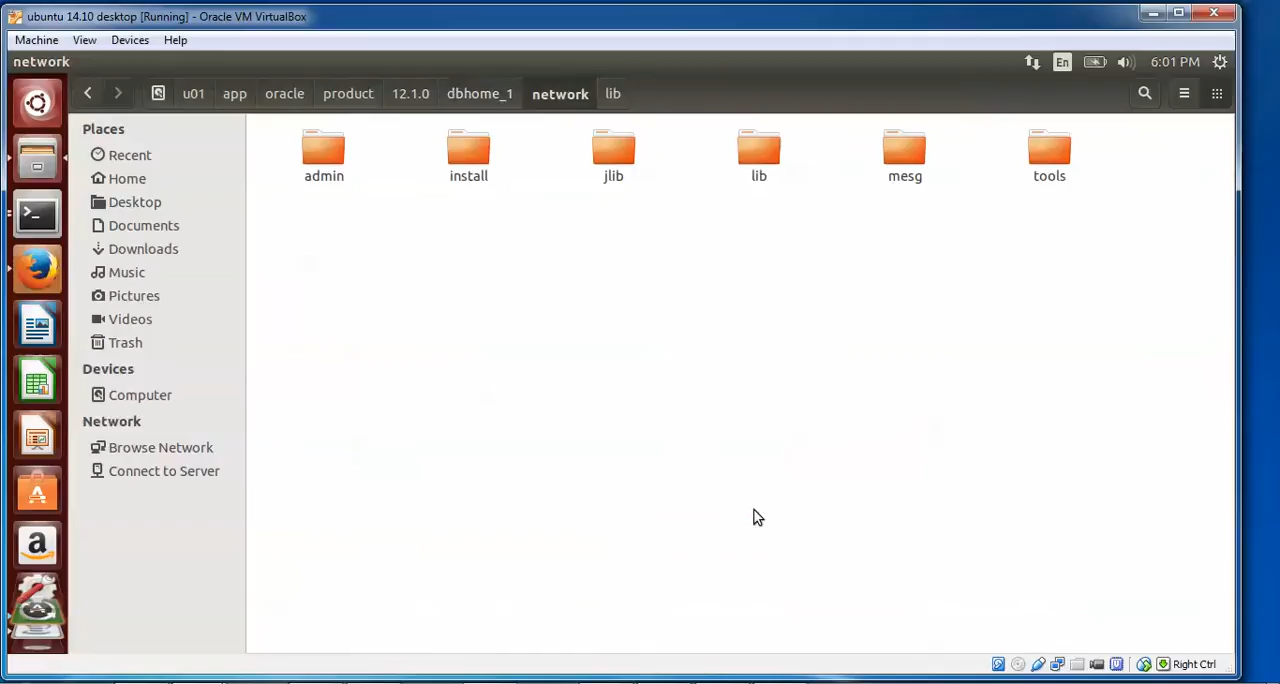 ubuntu 14.10 desktop [Running] - Oracle VM VirtualBox
Machine View Devices Help
network En 6:01 PM
u01 app oracle product 12.1.0 dbhome_1 network lib
Places
Recent
Home
Desktop
Documents
Downloads
Music
Pictures
Videos
Trash
Devices
Computer
Network
Browse Network
Connect to Server
admin install jlib lib mesg tools
Right Ctrl